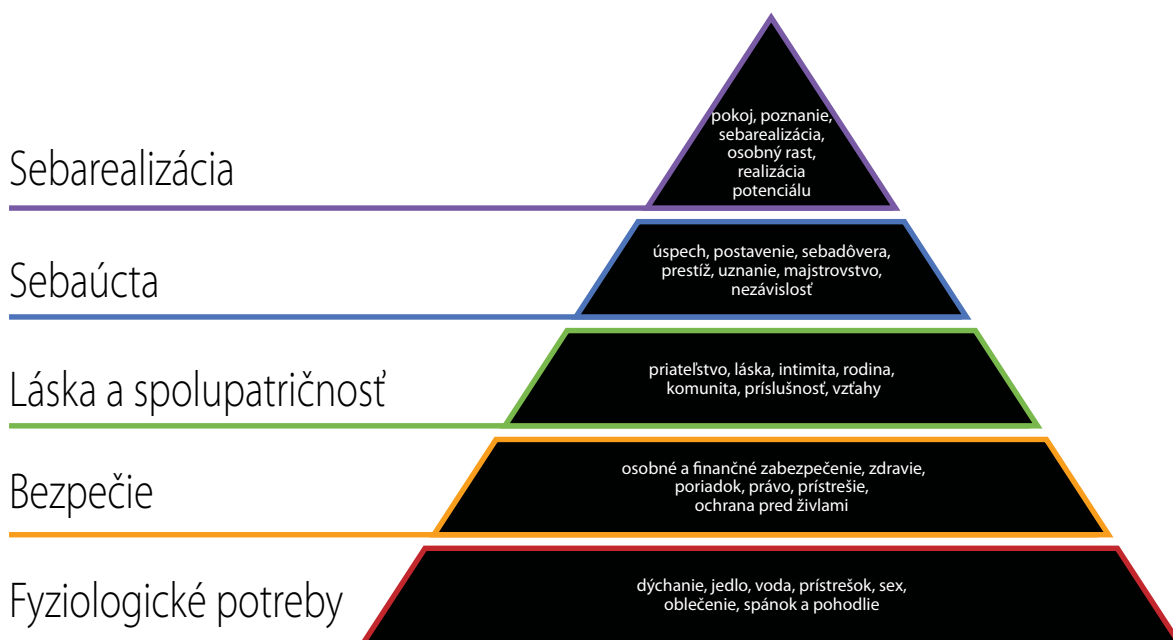 pokoj, poznanie,
sebarealizácia,
osobný rast,
realizácia
potenciálu
Sebarealizácia
úspech, postavenie, sebadôvera,
prestíž, uznanie, majstrovstvo,
nezávislosť
Sebaúcta
priateľstvo, láska, intimita, rodina,
komunita, príslušnosť, vzťahy
Láska a spolupatričnosť
osobné a finančné zabezpečenie, zdravie,
poriadok, právo, prístrešie,
ochrana pred živlami
Bezpečie
dýchanie, jedlo, voda, prístrešok, sex,
oblečenie, spánok a pohodlie
Fyziologické potreby